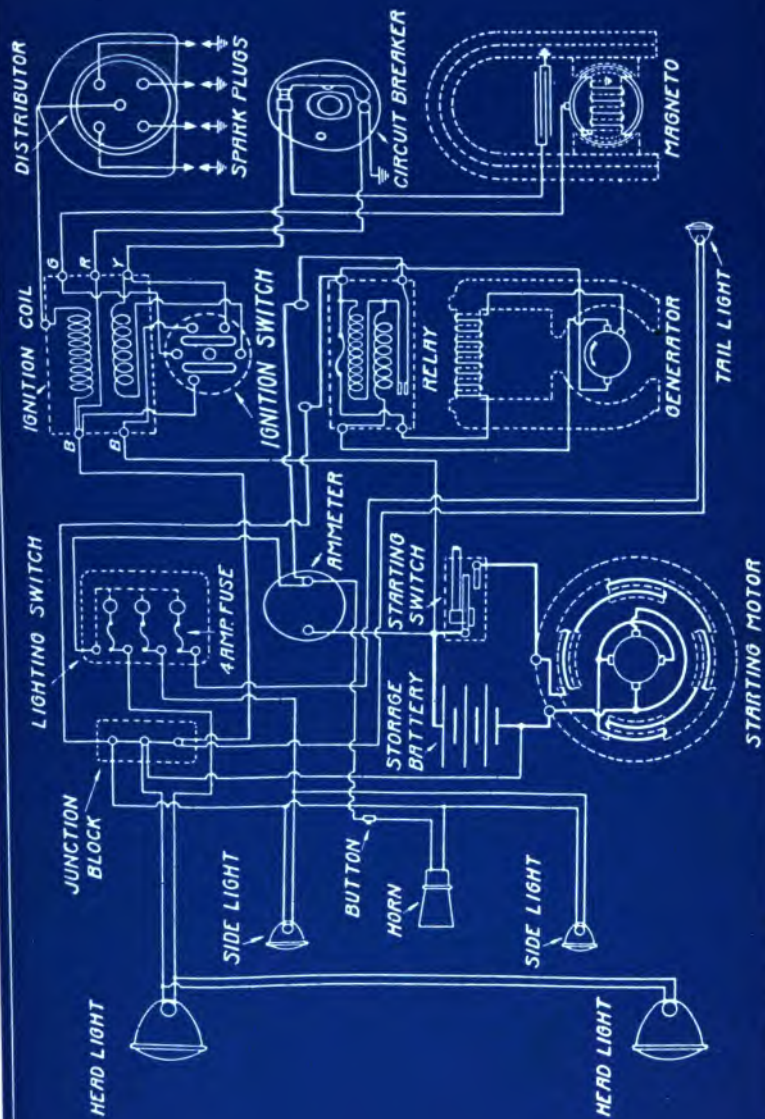 DISTRIBUTOR
SPARK PLUGS
CIRCUIT BREAKER
MAGNETO
IGNITION COIL
G
R
Y
B
B
IGNITION SWITCH
RELAY
GENERATOR
TAIL LIGHT
LIGHTING SWITCH
4 AMP. FUSE
AMMETER
STARTING
SWITCH
STORAGE
BATTERY
STARTING MOTOR
JUNCTION
BLOCK
SIDE LIGHT
BUTTON
HORN
SIDE LIGHT
HEAD LIGHT
HEAD LIGHT